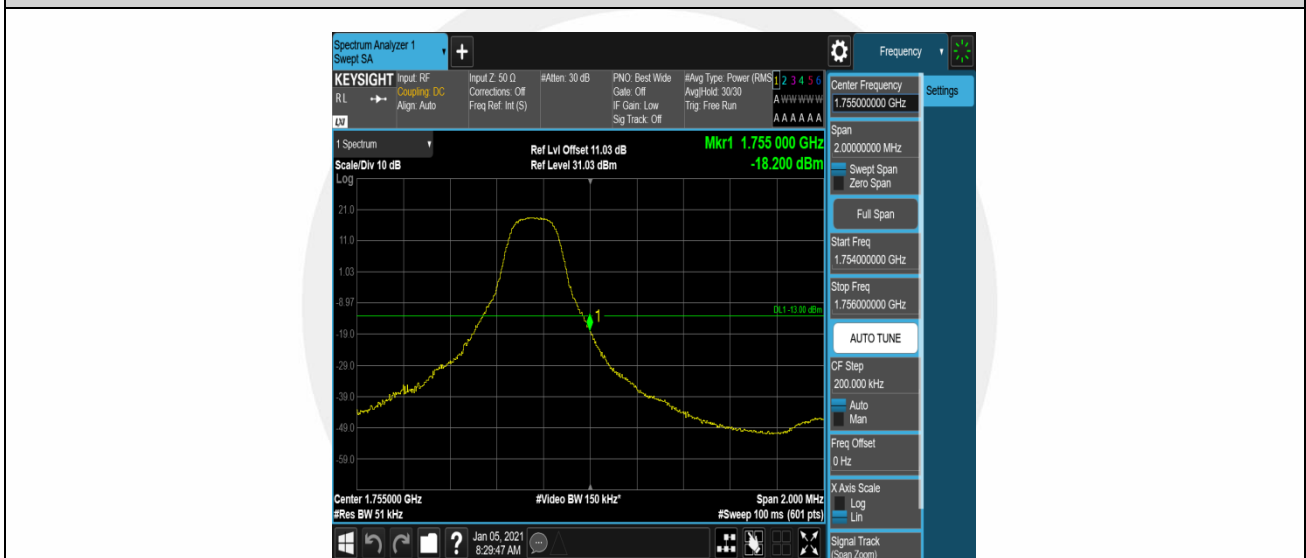 Spectrum Analyzer 1
Swept SA
+
Frequency
KEYSIGHT
Input: RF
Input Z: 50 Ω
#Atten: 30 dB
PNO: Best Wide
#Avg Type: Power (RMS
1 2 3 4 5 6
RL
Coupling: DC
Corrections: Off
Gate: Off
Avg|Hold: 30/30
A W W W W W
Align: Auto
Freq Ref: Int (S)
IF Gain: Low
Trig: Free Run
Sig Track: Off
A A A A A A
LXI
Center Frequency
1.755000000 GHz
Settings
1 Spectrum
Ref Lvl Offset 11.03 dB
Mkr1 1.755 000 GHz
Scale/Div 10 dB
Ref Level 31.03 dBm
-18.200 dBm
Log
21.0
11.0
1.03
-8.97
-19.0
-29.0
-39.0
-49.0
-59.0
DL1 -13.00 dBm
1
Center 1.755000 GHz
#Video BW 150 kHz*
Span 2.000 MHz
#Res BW 51 kHz
#Sweep 100 ms (601 pts)
Span
2.00000000 MHz
Swept Span
Zero Span
Full Span
Start Freq
1.754000000 GHz
Stop Freq
1.756000000 GHz
AUTO TUNE
CF Step
200.000 kHz
Auto
Man
Freq Offset
0 Hz
X Axis Scale
Log
Lin
Signal Track
(Span Zoom)
?
Jan 05, 2021
8:29:47 AM